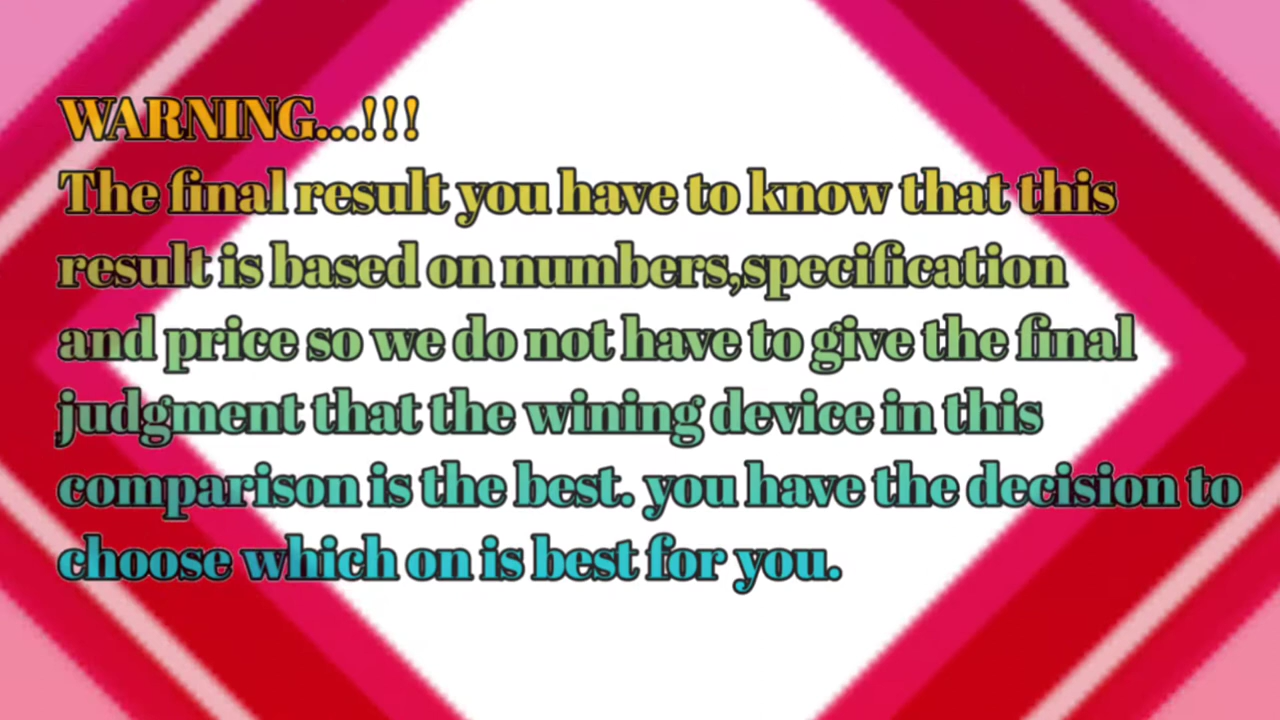 WARNING...!!!
The final result you have to know that this
result is based on numbers,specification
and price so we do not have to give the final
judgment that the wining device in this
comparison is the best. you have the decision to
choose which on is best for you.